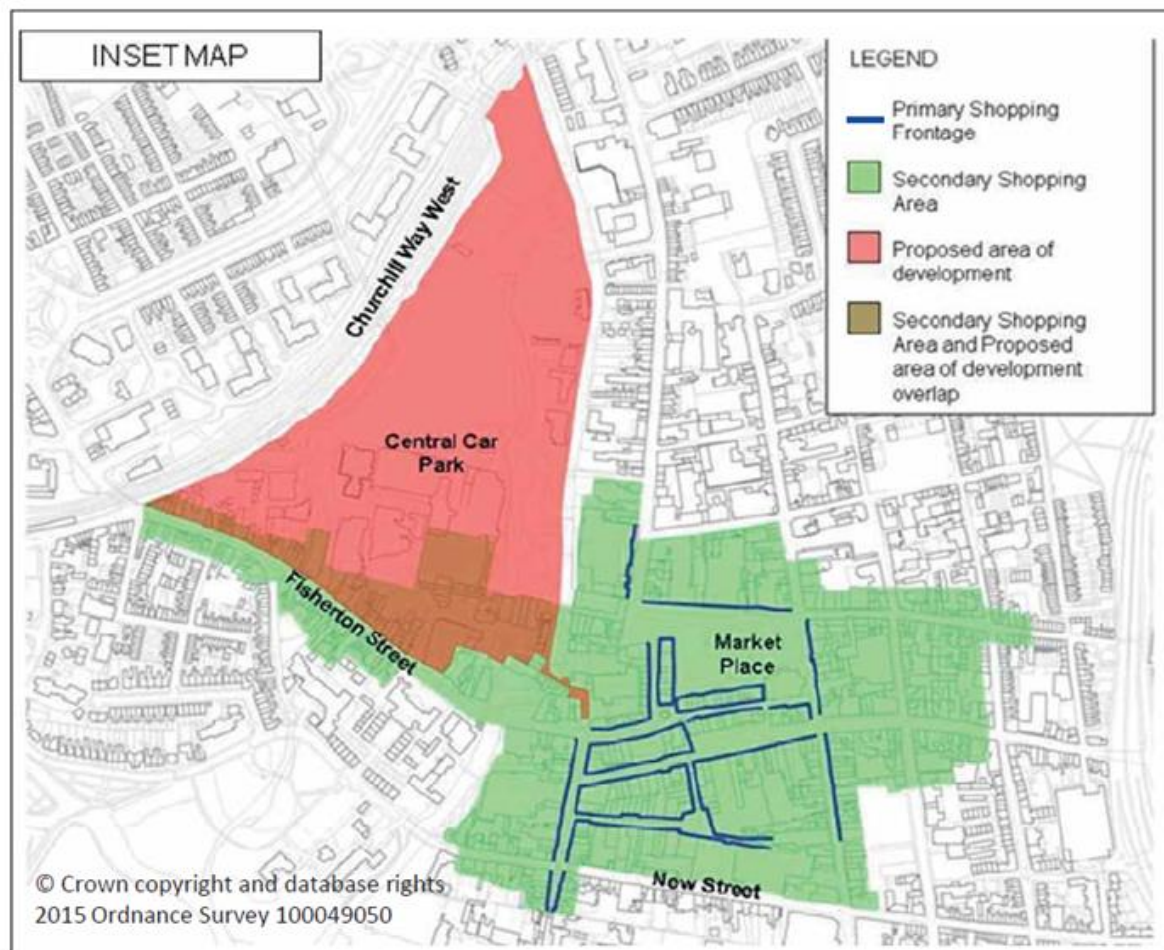 INSET MAP
LEGEND
Primary Shopping
Frontage
Secondary Shopping
Area
Proposed area of
development
Secondary Shopping
Area and Proposed
area of development
overlap
Churchill Way West
Central Car
Park
Fisherton Street
Market
Place
New Street
© Crown copyright and database rights
2015 Ordnance Survey 100049050